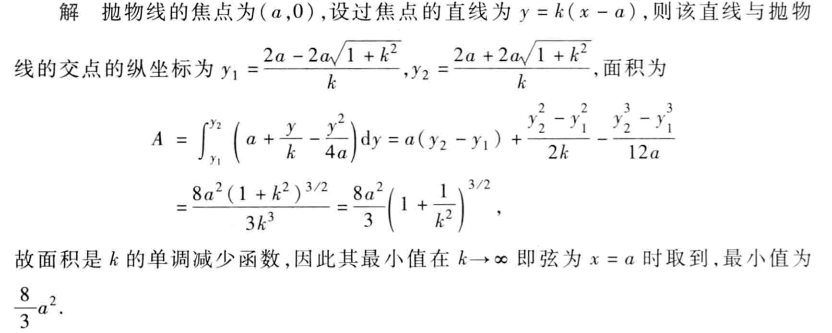 解 抛物线的焦点为(a,0),设过焦点的直线为 y=k(x-a),则该直线与抛物
线的交点的纵坐标为 y₁ = \frac{2a-2a\sqrt{1+k^2}}{k}, y₂ = \frac{2a+2a\sqrt{1+k^2}}{k},面积为
A = \int_{y_1}^{y_2} \left( a + \frac{y}{k} - \frac{y^2}{4a} \right) dy = a(y_2-y_1) + \frac{y_2^2-y_1^2}{2k} - \frac{y_2^3-y_1^3}{12a}
= \frac{8a^2(1+k^2)^{3/2}}{3k^3} = \frac{8a^2}{3} \left( 1 + \frac{1}{k^2} \right)^{3/2},
故面积是 k 的单调减少函数,因此其最小值在 k→∞ 即弦为 x=a 时取到,最小值为
\frac{8}{3}a^2.